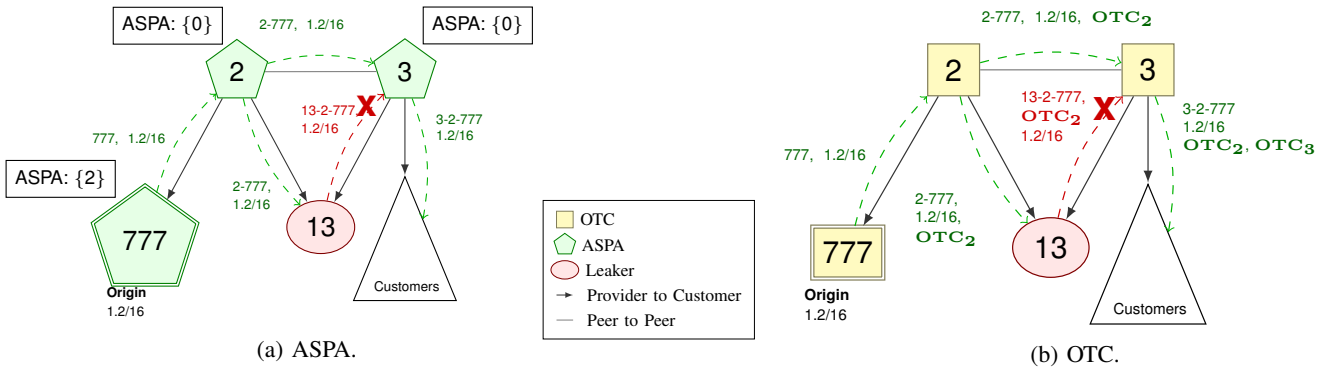 ASPA: {0}
2-777, 1.2/16
ASPA: {0}
2
3
13-2-777,
1.2/16
X
3-2-777
1.2/16
777, 1.2/16
ASPA: {2}
2-777,
1.2/16
777
13
Customers
Origin
1.2/16
(a) ASPA.
OTC
ASPA
Leaker
Provider to Customer
Peer to Peer
2-777, 1.2/16, OTC2
2
3
13-2-777,
OTC2
1.2/16
X
3-2-777
1.2/16
OTC2, OTC3
777, 1.2/16
2-777,
1.2/16,
OTC2
777
13
Customers
Origin
1.2/16
(b) OTC.